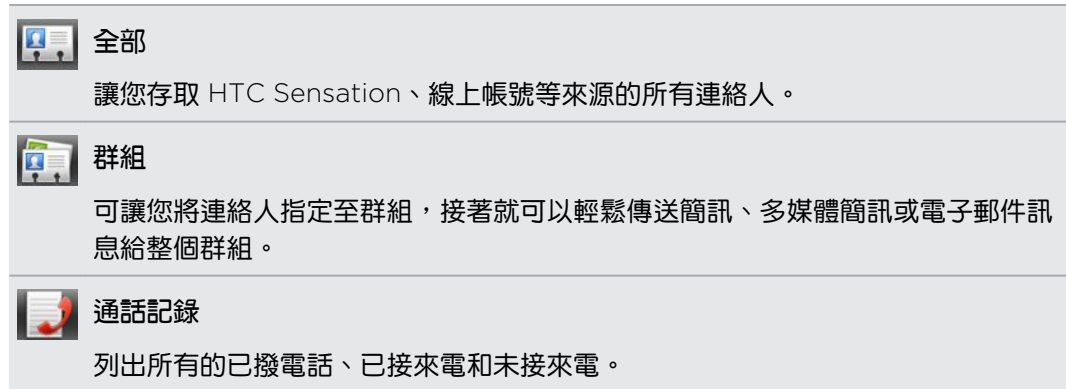 全部
讓您存取 HTC Sensation、線上帳號等來源的所有連絡人。
群組
可讓您將連絡人指定至群組，接著就可以輕鬆傳送簡訊、多媒體簡訊或電子郵件訊
息給整個群組。
通話記錄
列出所有的已撥電話、已接來電和未接來電。